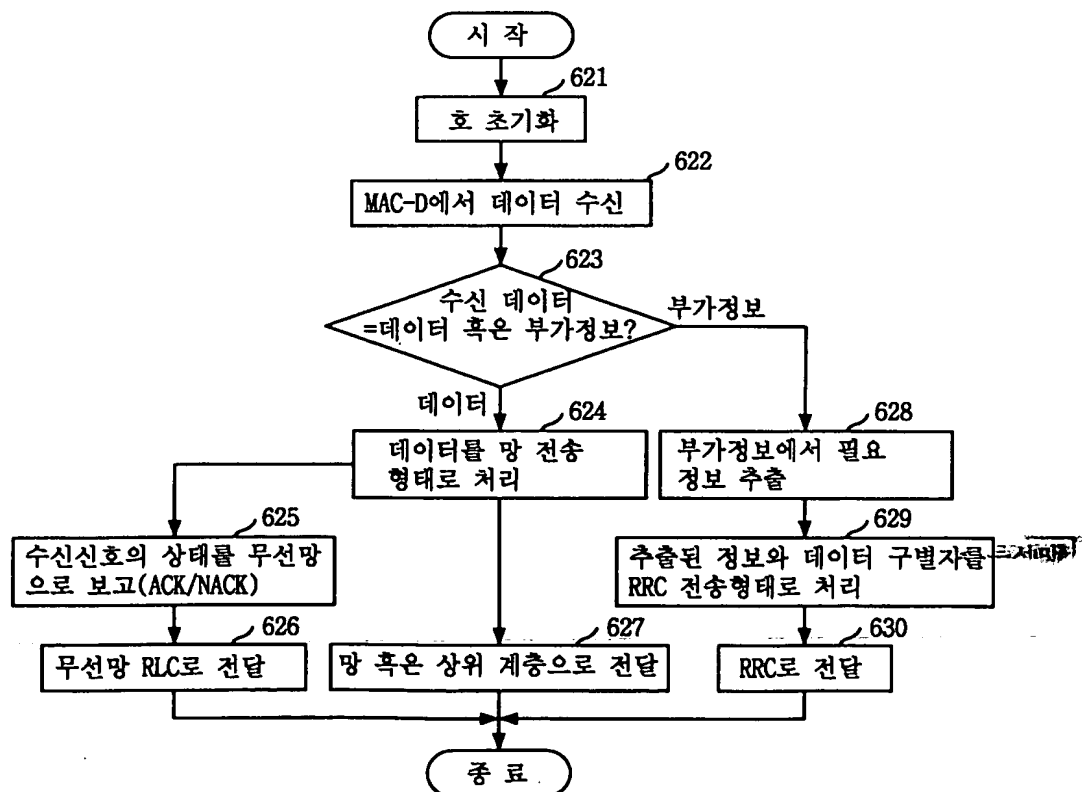 시 작
621
호 초기화
622
MAC-D에서 데이터 수신
623
수신 데이터
=데이터 혹은 부가정보?
부가정보
데이터
624
데이터를 망 전송
형태로 처리
628
부가정보에서 필요
정보 추출
625
수신신호의 상태를 무선망
으로 보고(ACK/NACK)
629
추출된 정보와 데이터 구별자를
RRC 전송형태로 처리
626
무선망 RLC로 전달
627
망 혹은 상위 계층으로 전달
630
RRC로 전달
종 료